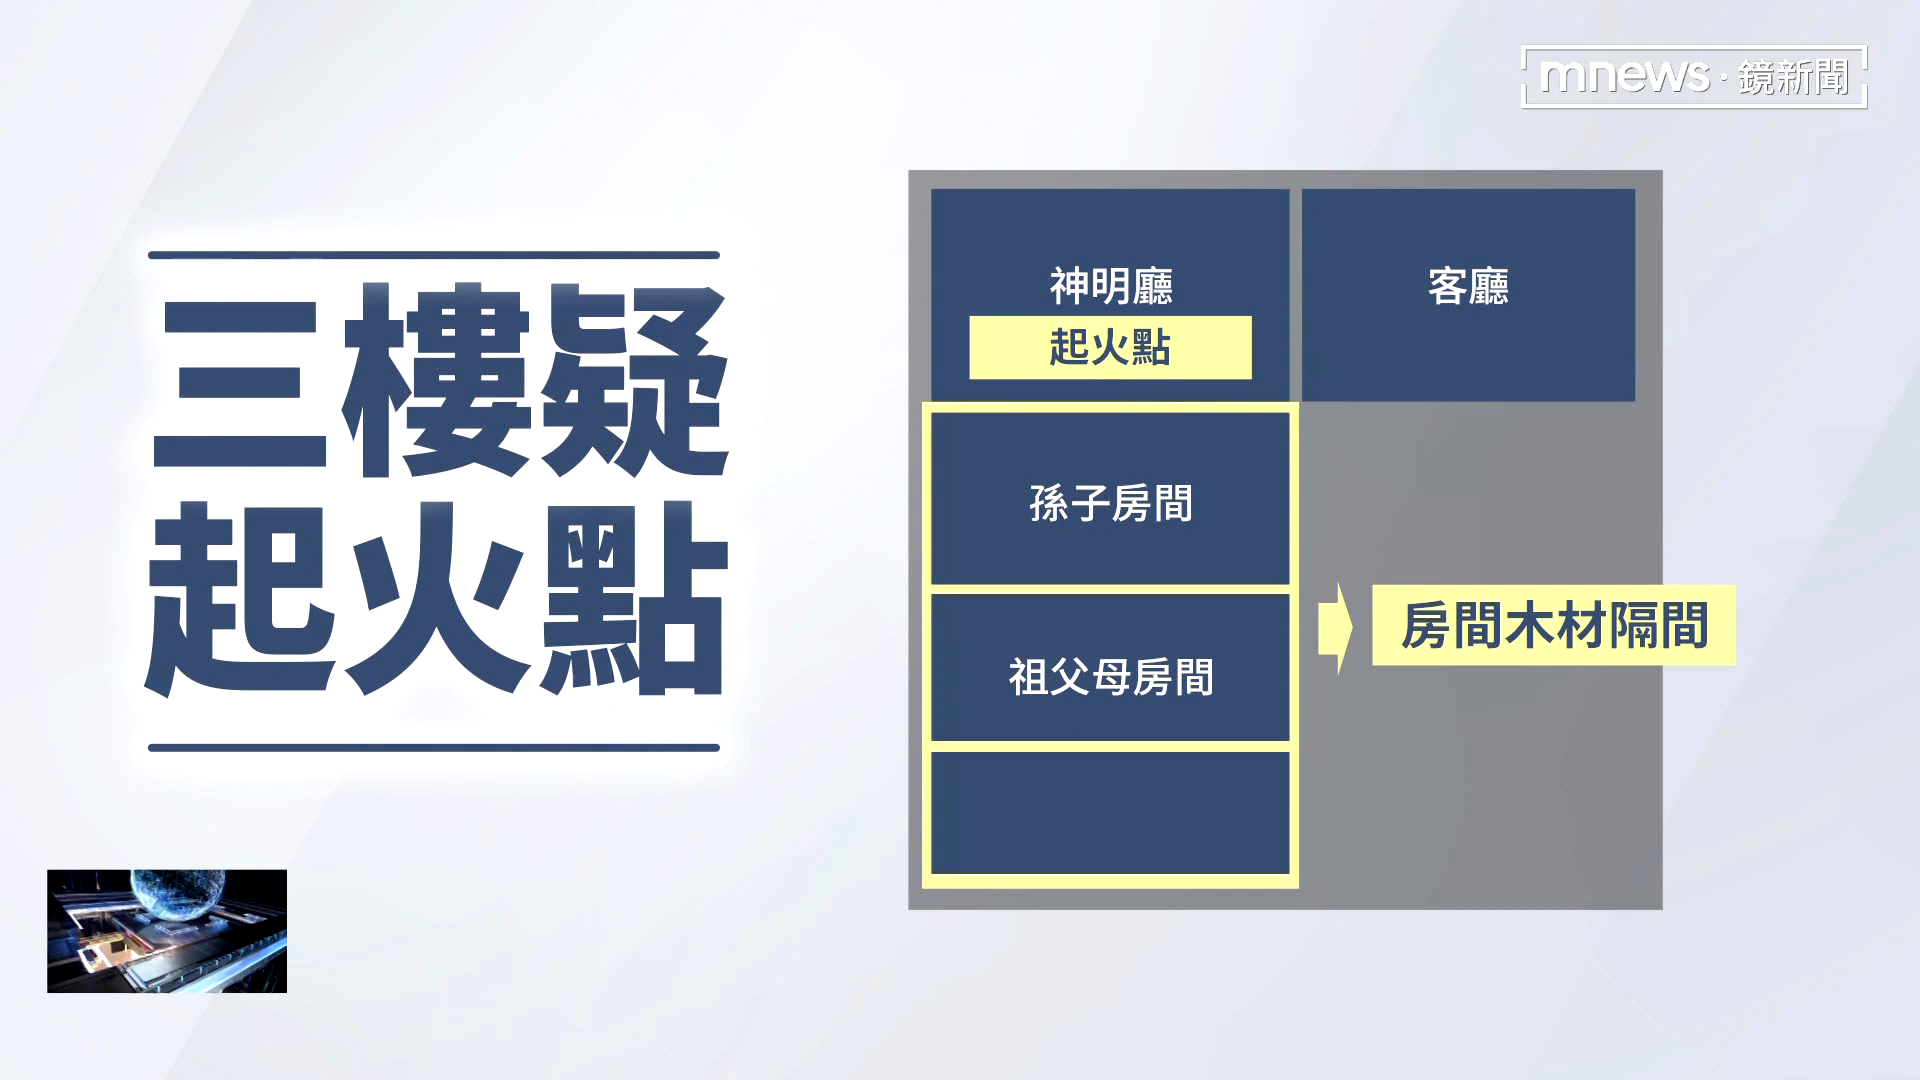 mnews·鏡新聞
三樓疑
起火點
神明廳
起火點
客廳
孫子房間
祖父母房間
房間木材隔間